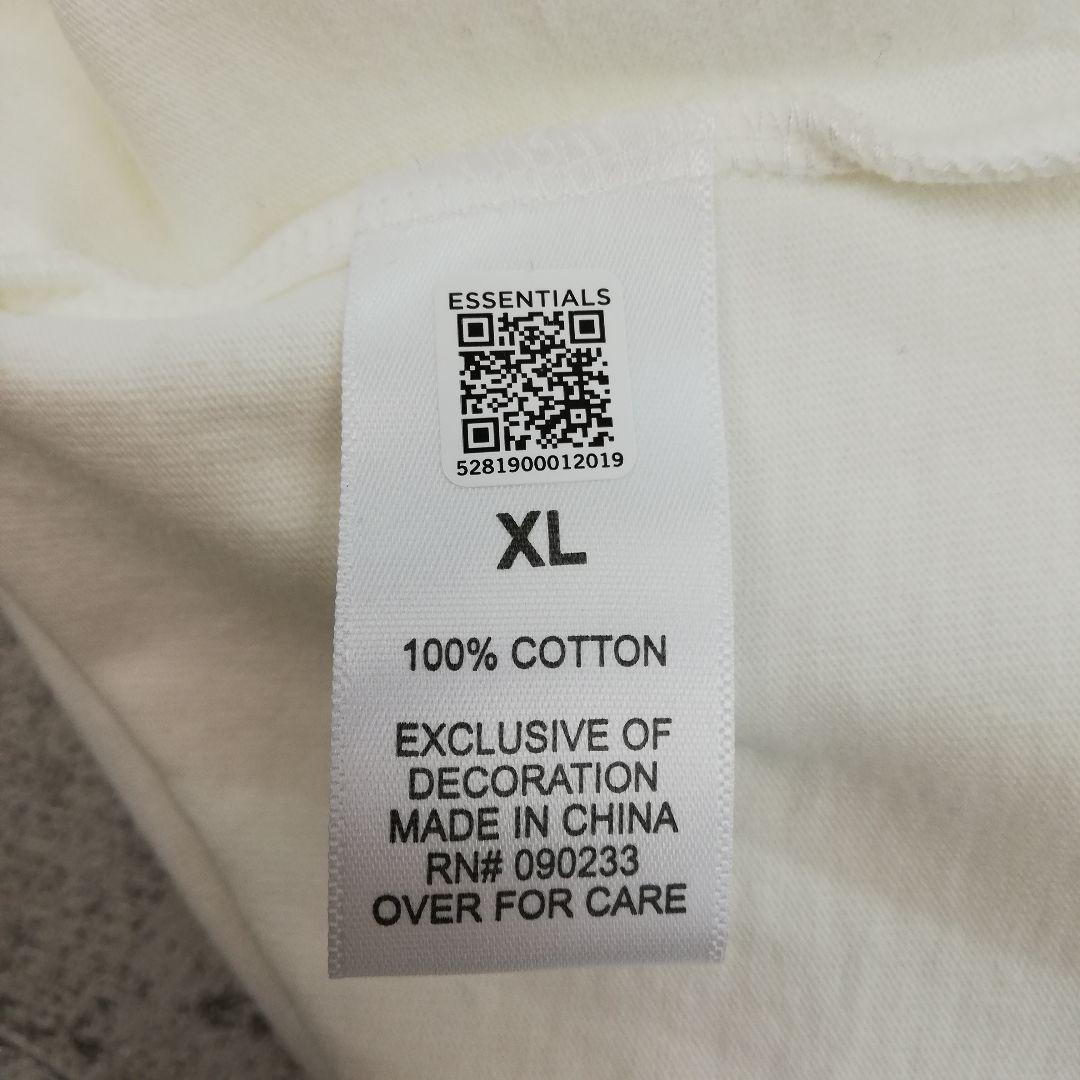 ESSENTIALS
5281900012019
XL
100% COTTON
EXCLUSIVE OF
DECORATION
MADE IN CHINA
RN# 090233
OVER FOR CARE